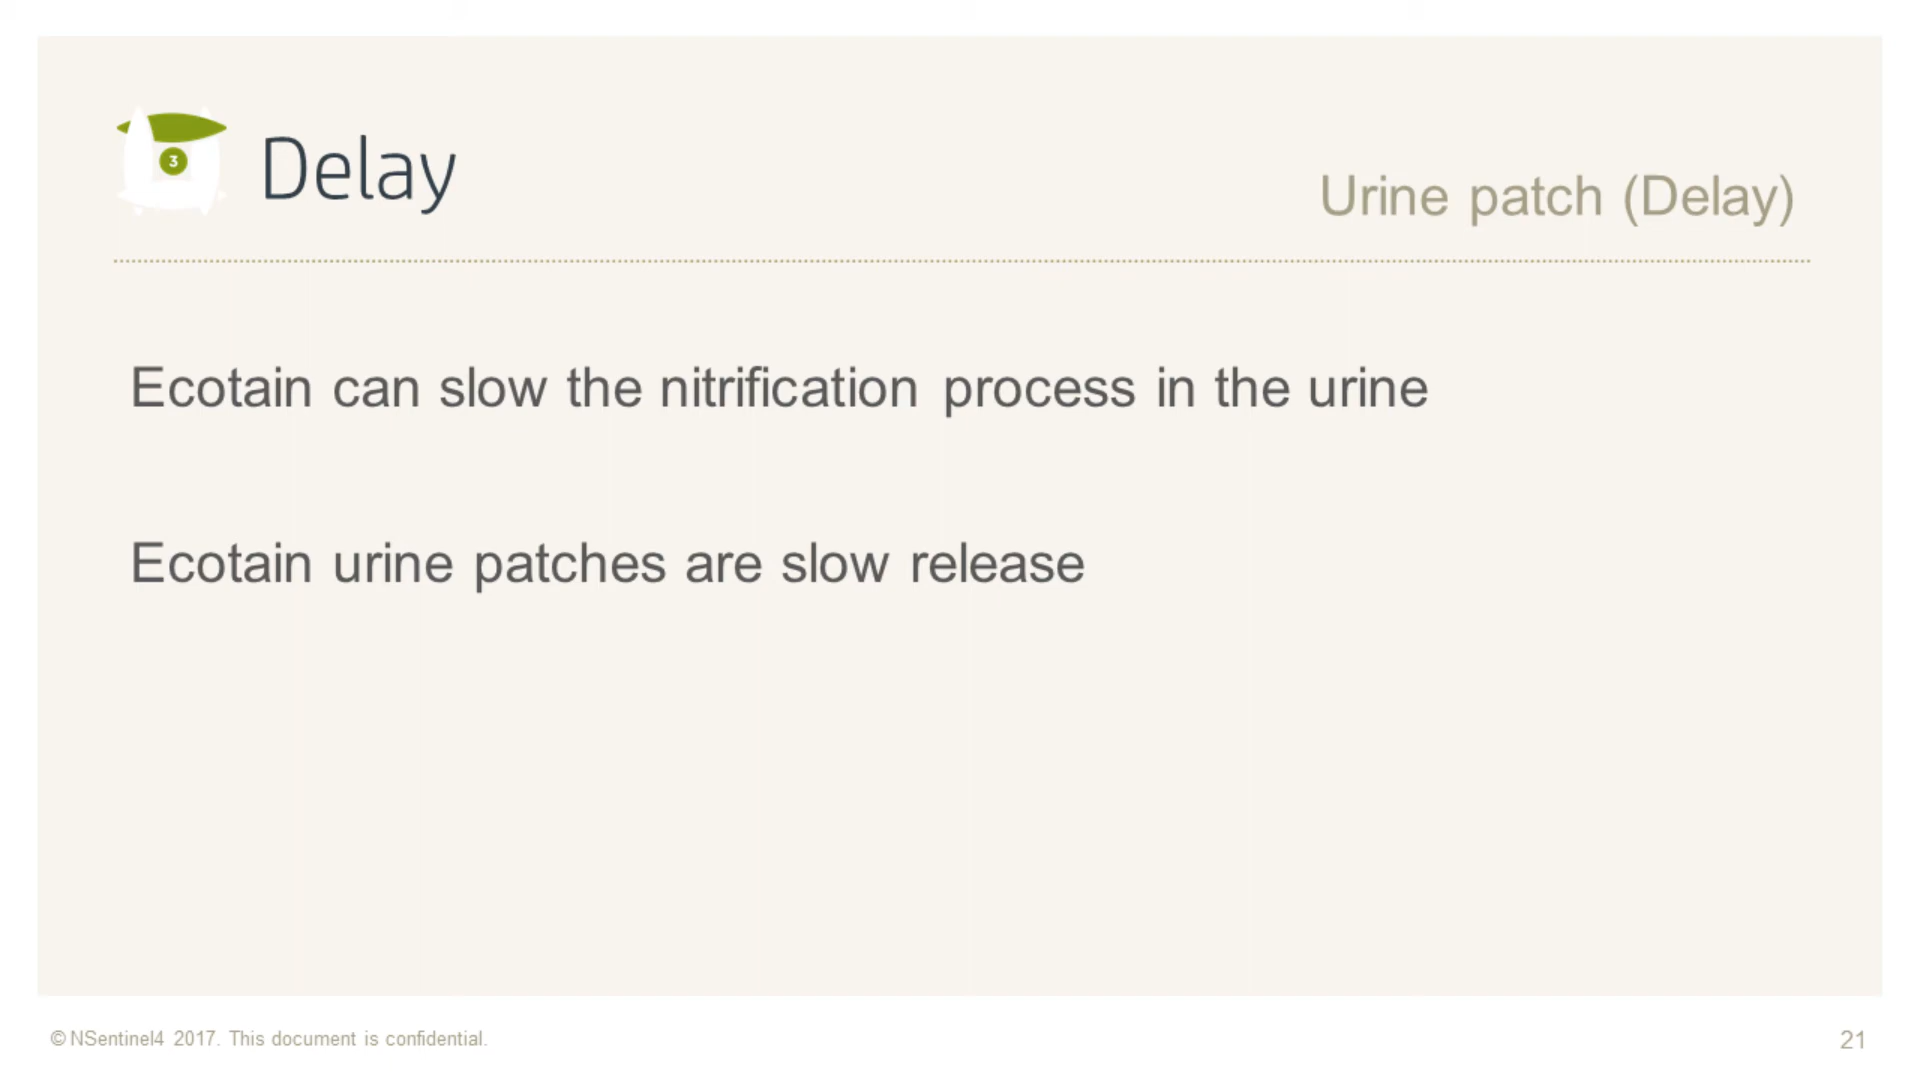 3
Delay
Urine patch (Delay)
Ecotain can slow the nitrification process in the urine
Ecotain urine patches are slow release
© NSentinel4 2017. This document is confidential.
21